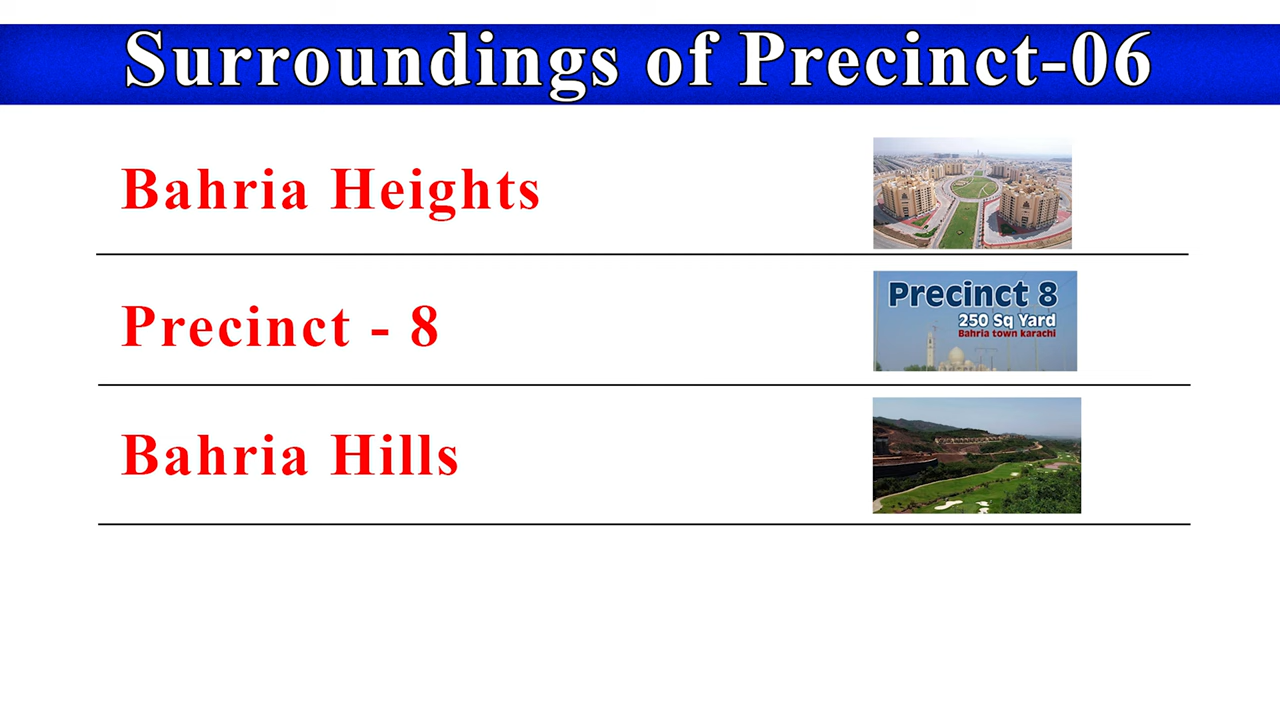 Surroundings of Precinct-06
Bahria Heights
Precinct - 8
Precinct 8
250 Sq Yard
Bahria town karachi
Bahria Hills